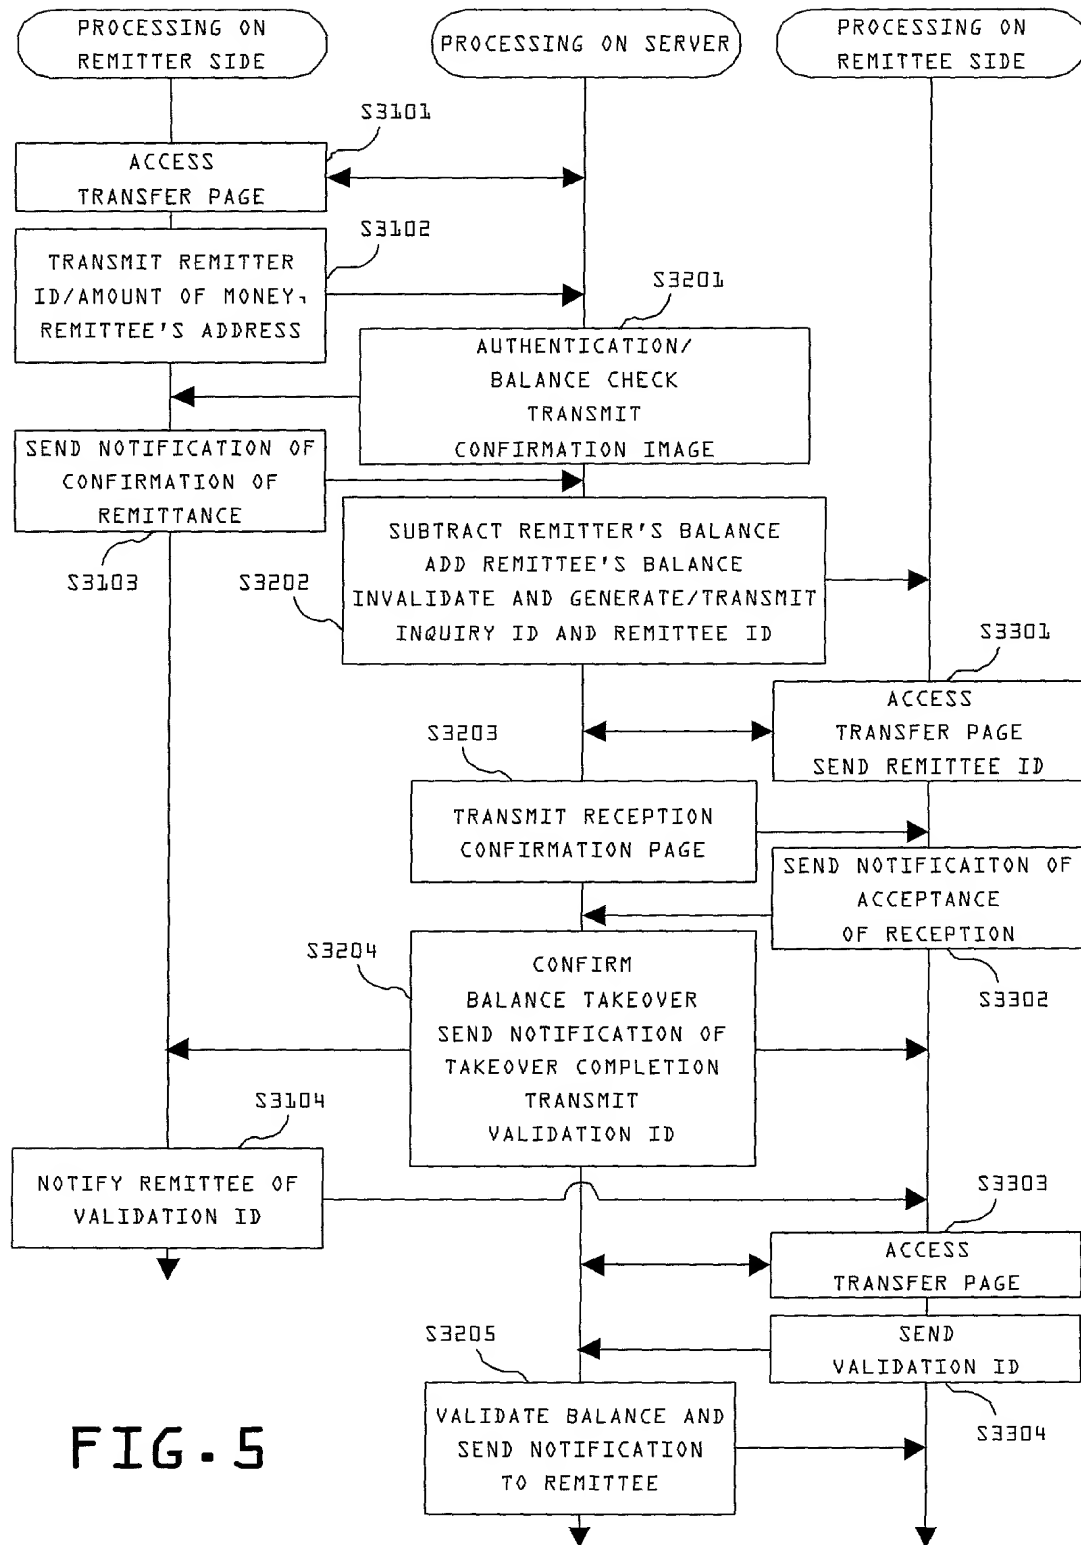 PROCESSING ON
REMITTER SIDE
PROCESSING ON SERVER
PROCESSING ON
REMITTEE SIDE
S3101
ACCESS
TRANSFER PAGE
S3102
TRANSMIT REMITTER
ID/AMOUNT OF MONEY,
REMITTEE'S ADDRESS
S3201
AUTHENTICATION/
BALANCE CHECK
TRANSMIT
CONFIRMATION IMAGE
SEND NOTIFICATION OF
CONFIRMATION OF
REMITTANCE
S3103
S3202
SUBTRACT REMITTER'S BALANCE
ADD REMITTEE'S BALANCE
INVALIDATE AND GENERATE/TRANSMIT
INQUIRY ID AND REMITTEE ID
S3301
ACCESS
TRANSFER PAGE
SEND REMITTEE ID
S3203
TRANSMIT RECEPTION
CONFIRMATION PAGE
SEND NOTIFICAITON OF
ACCEPTANCE
OF RECEPTION
S3302
S3204
CONFIRM
BALANCE TAKEOVER
SEND NOTIFICATION OF
TAKEOVER COMPLETION
TRANSMIT
VALIDATION ID
S3104
NOTIFY REMITTEE OF
VALIDATION ID
S3303
ACCESS
TRANSFER PAGE
SEND
VALIDATION ID
S3304
S3205
VALIDATE BALANCE AND
SEND NOTIFICATION
TO REMITTEE
FIG.5